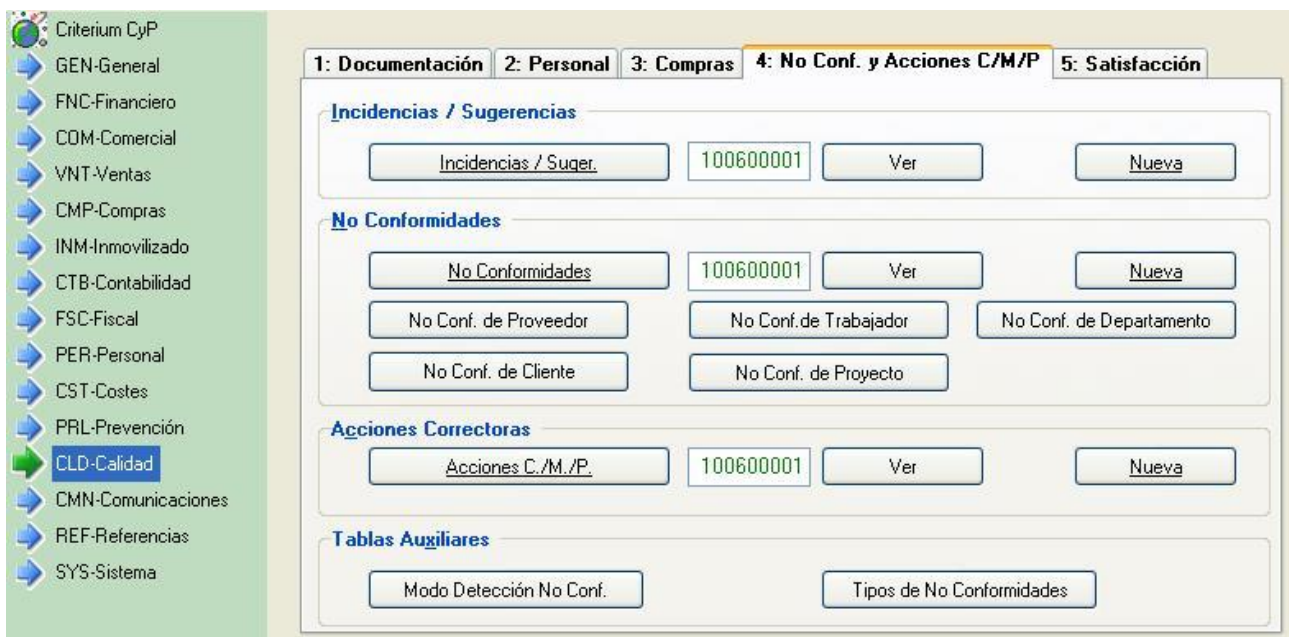 Criterium CyP
GEN-General
FNC-Financiero
COM-Comercial
VNT-Ventas
CMP-Compras
INM-Inmovilizado
CTB-Contabilidad
FSC-Fiscal
PER-Personal
CST-Costes
PRL-Prevención
CLD-Calidad
CMN-Comunicaciones
REF-Referencias
SYS-Sistema
1: Documentación 2: Personal 3: Compras 4: No Conf. y Acciones C/M/P 5: Satisfacción
Incidencias / Sugerencias
Incidencias / Suger. 100600001 Ver Nueva
No Conformidades
No Conformidades 100600001 Ver Nueva
No Conf. de Proveedor No Conf.de Trabajador No Conf. de Departamento
No Conf. de Cliente No Conf. de Proyecto
Acciones Correctoras
Acciones C./M./P. 100600001 Ver Nueva
Tablas Auxiliares
Modo Detección No Conf. Tipos de No Conformidades